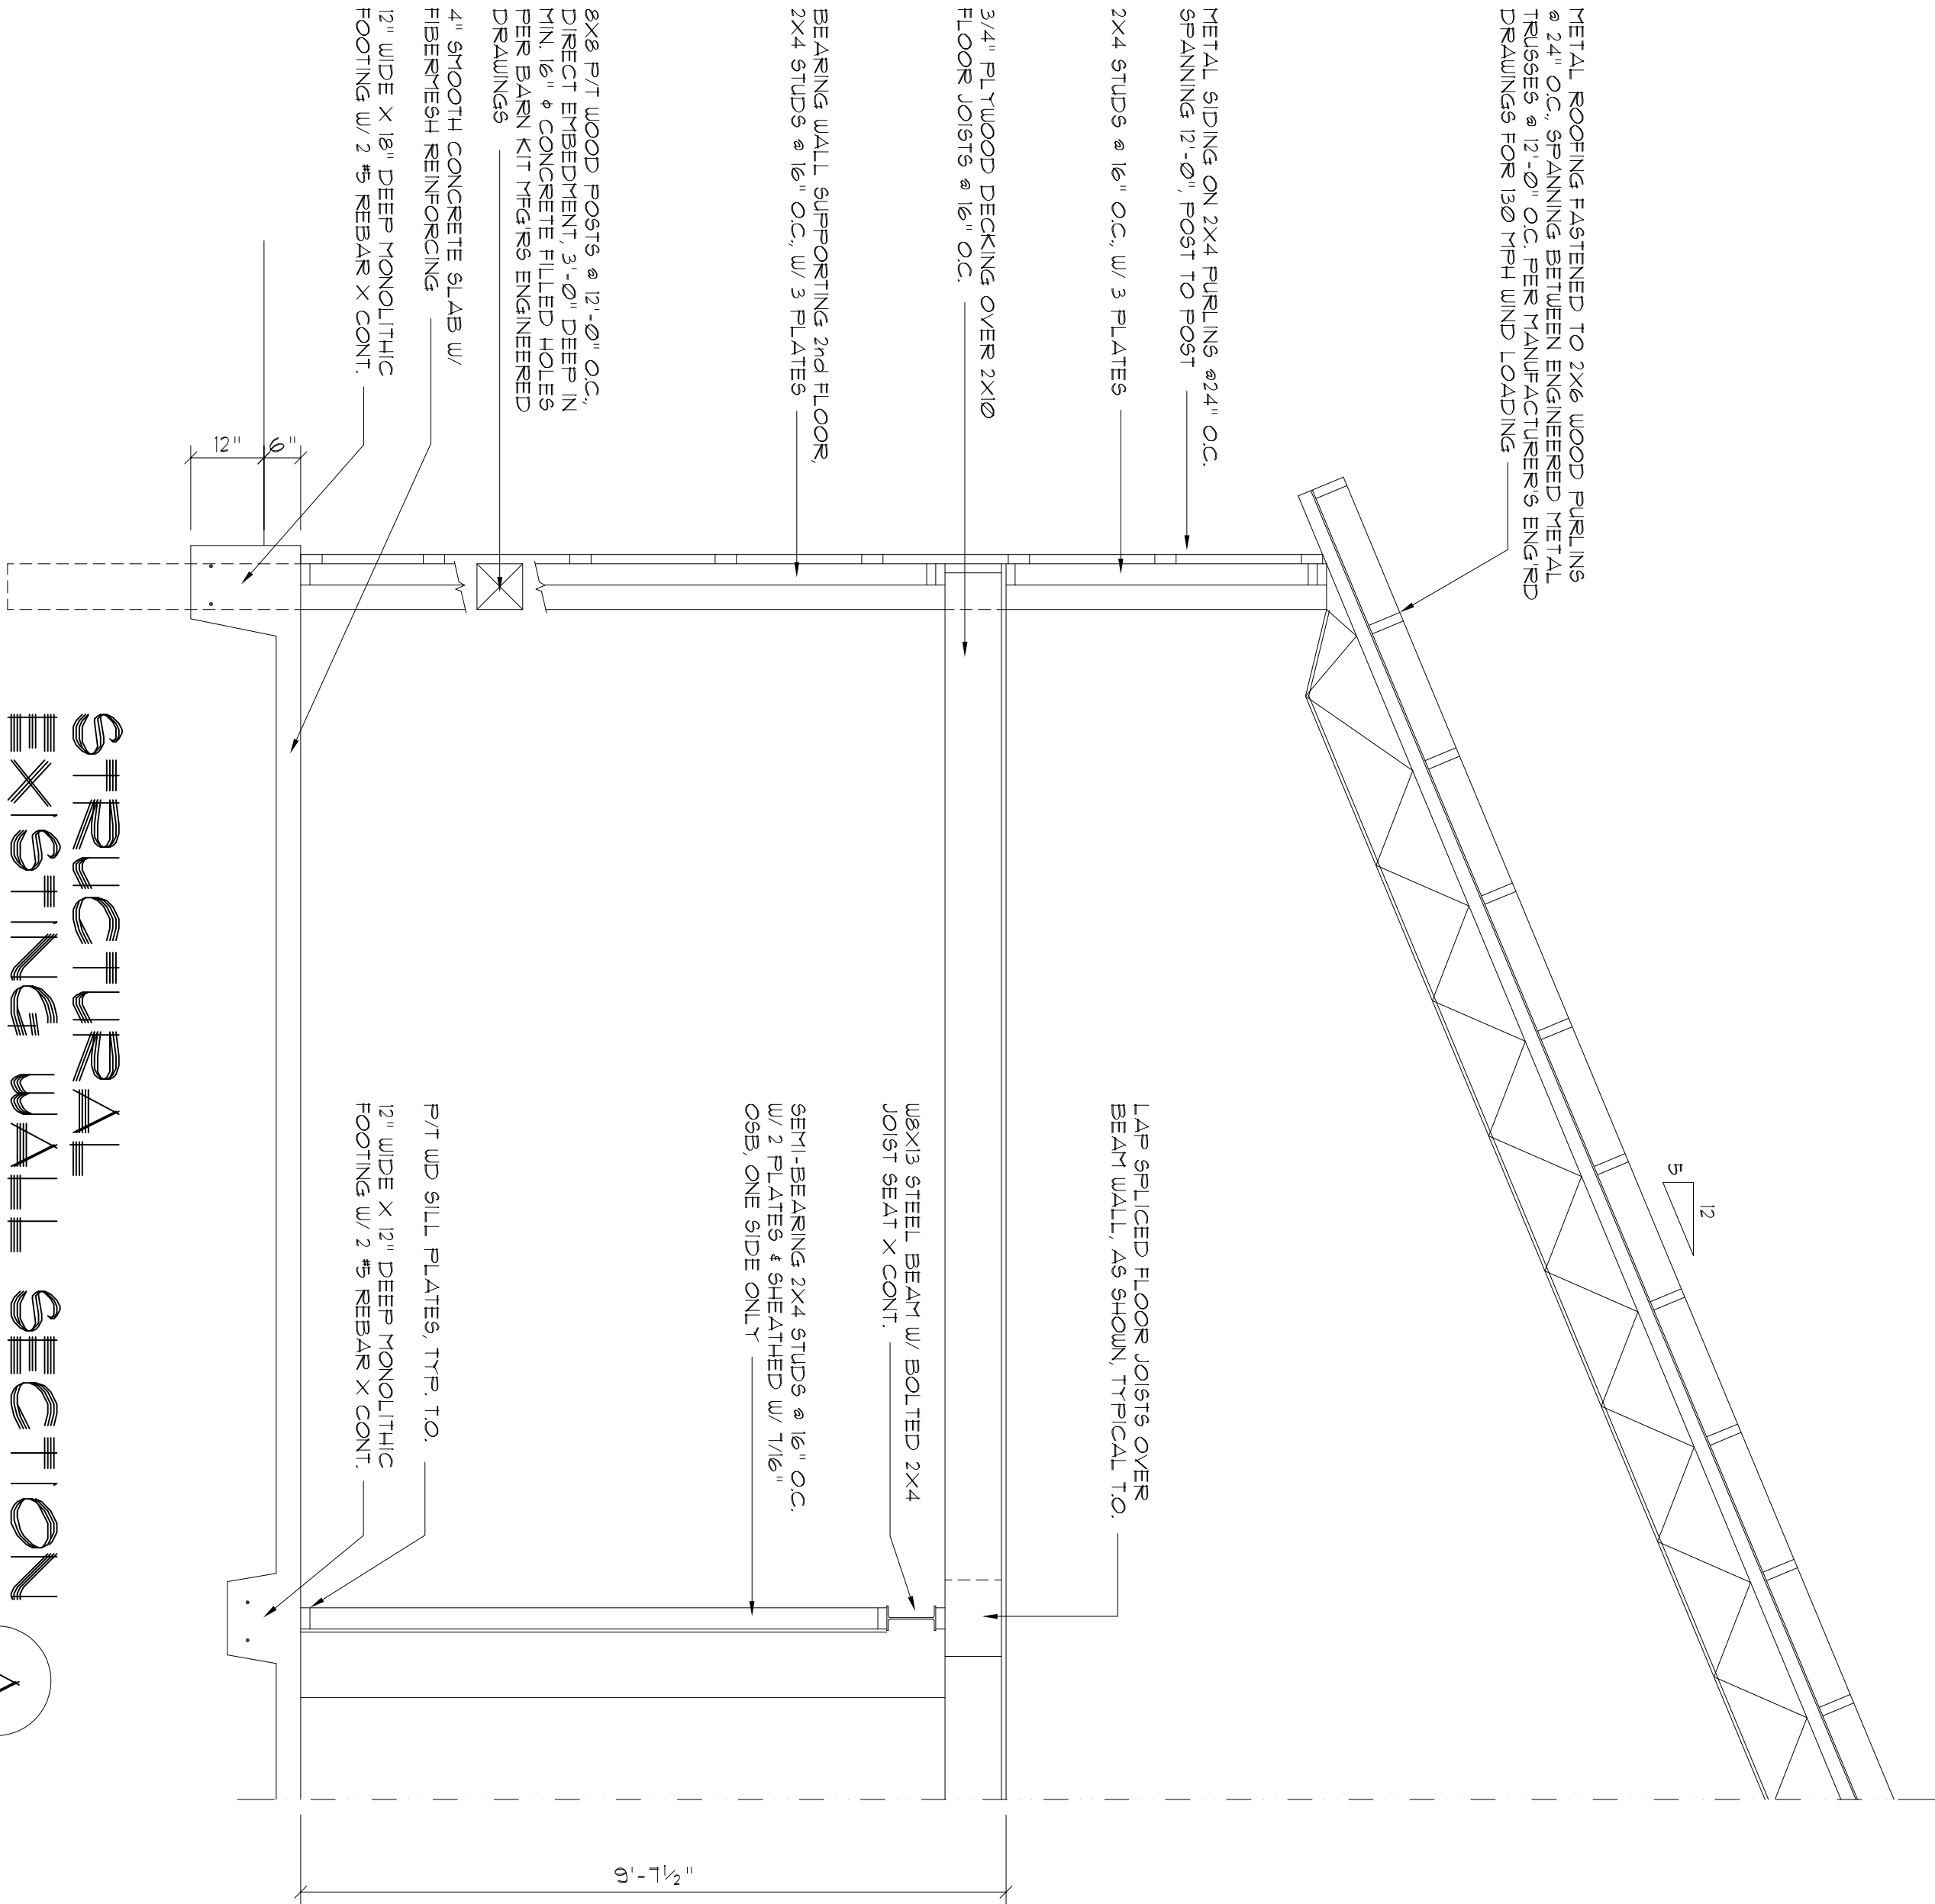 METAL ROOFING FASTENED TO 2X6 WOOD PURLINS
@ 24" O.C., SPANNING BETWEEN ENGINEERED METAL
TRUSSES @ 12'-0" O.C. PER MANUFACTURER'S ENG'RD
DRAWINGS FOR 130 MPH WIND LOADING
METAL SIDING ON 2X4 PURLINS @24" O.C.
SPANNING 12'-0", POST TO POST
2X4 STUDS @ 16" O.C., W/ 3 PLATES
3/4" PLYWOOD DECKING OVER 2X10
FLOOR JOISTS @ 16" O.C.
BEARING WALL SUPPORTING 2nd FLOOR,
2X4 STUDS @ 16" O.C., W/ 3 PLATES
8X8 P/T WOOD POSTS @ 12'-0" O.C.,
DIRECT EMBEDMENT, 3'-0" DEEP IN
MIN. 16" φ CONCRETE FILLED HOLES
PER BARN KIT MFG'RS ENGINEERED
DRAWINGS
4" SMOOTH CONCRETE SLAB W/
FIBERMESH REINFORCING
12" WIDE X 18" DEEP MONOLITHIC
FOOTING W/ 2 #5 REBAR X CONT.
12"
6"
12
5
LAP SPLICED FLOOR JOISTS OVER
BEAM WALL, AS SHOWN, TYPICAL T.O.
W8X13 STEEL BEAM W/ BOLTED 2X4
JOIST SEAT X CONT.
SEMI-BEARING 2X4 STUDS @ 16" O.C.
W/ 2 PLATES & SHEATHED W/ 7/16"
OSB, ONE SIDE ONLY
P/T WD SILL PLATES, TYP. T.O.
12" WIDE X 12" DEEP MONOLITHIC
FOOTING W/ 2 #5 REBAR X CONT.
9'-7 1/2"
STRUCTURAL
EXISTING WALL SECTION
A